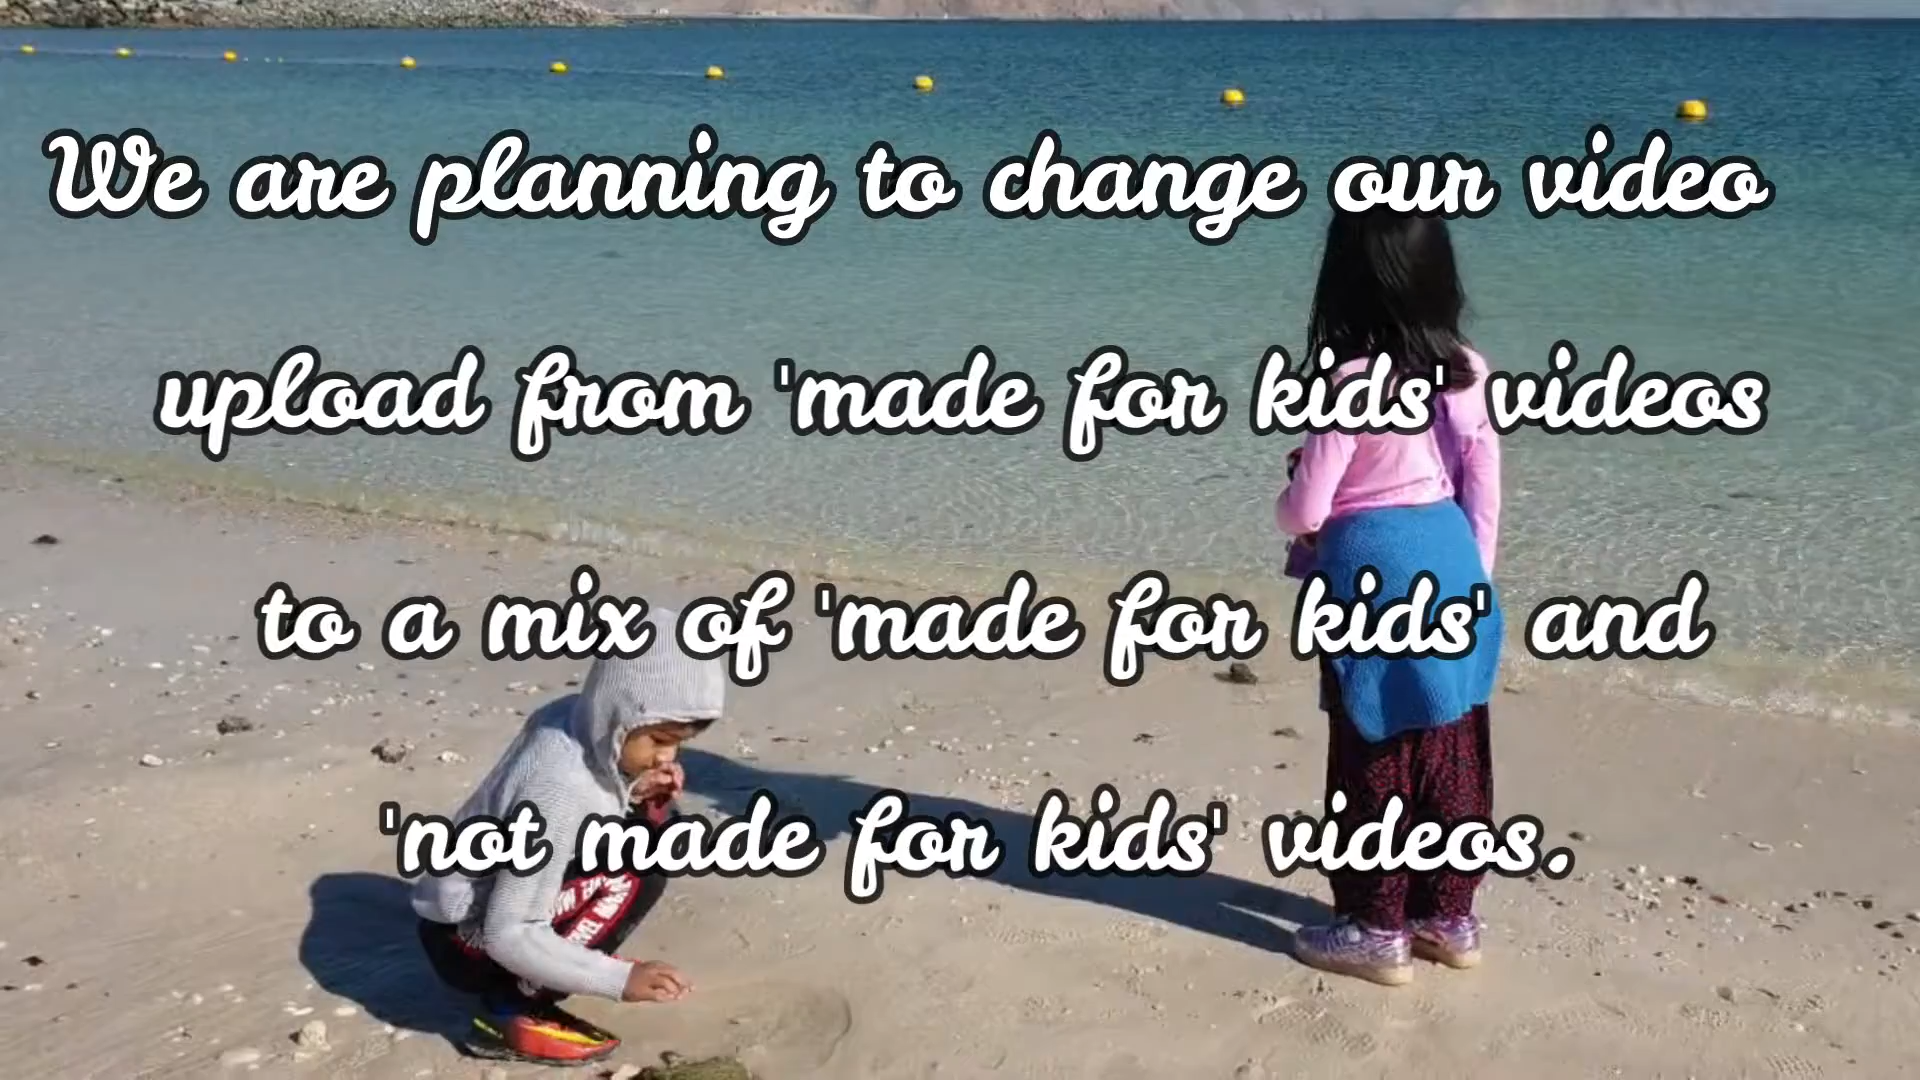 We are planning to change our video
upload from 'made for kids' videos
to a mix of 'made for kids' and
'not made for kids' videos.